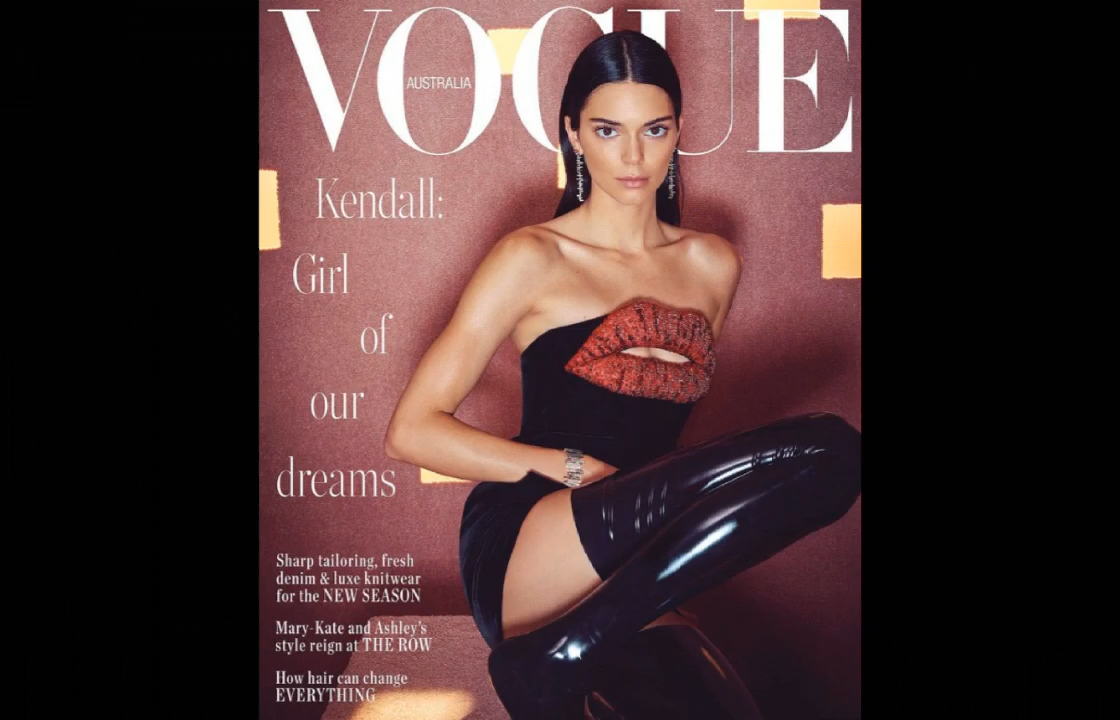 VOGUE
AUSTRALIA
Kendall:
Girl
of
our
dreams
Sharp tailoring, fresh
denim & luxe knitwear
for the NEW SEASON
Mary-Kate and Ashley's
style reign at THE ROW
How hair can change
EVERYTHING